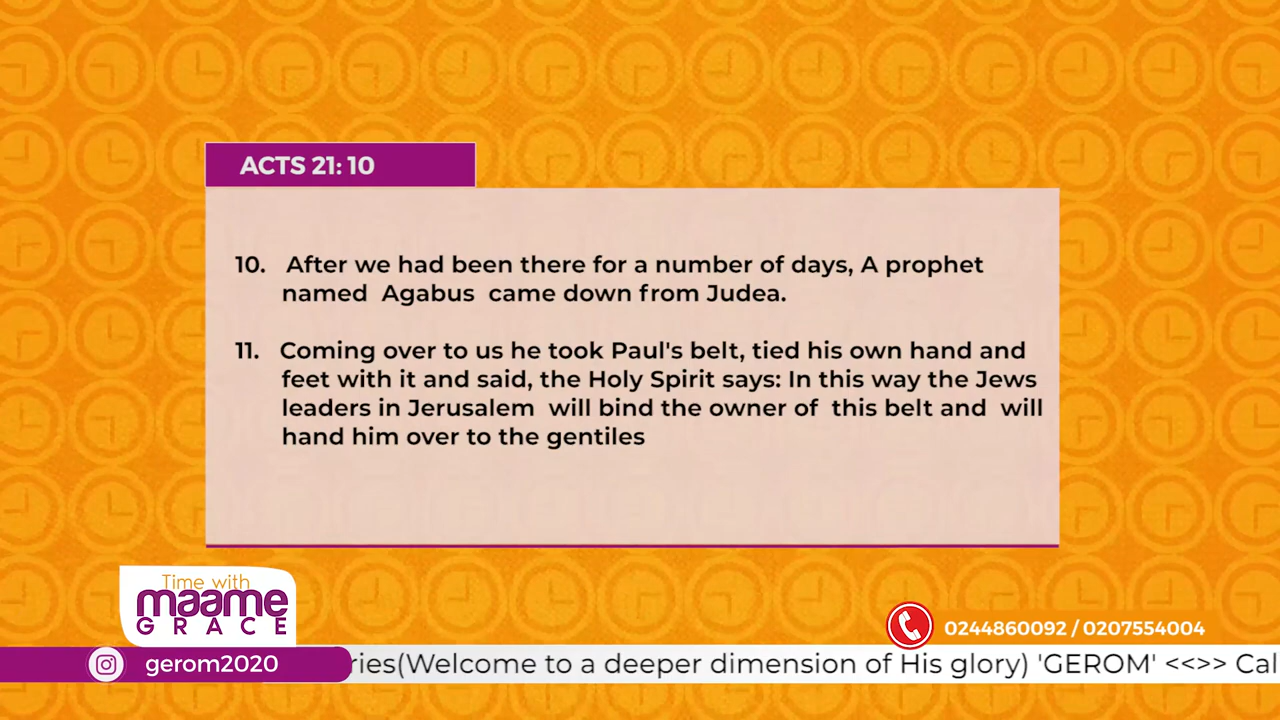 ACTS 21: 10
10. After we had been there for a number of days, A prophet
named Agabus came down from Judea.
11. Coming over to us he took Paul's belt, tied his own hand and
feet with it and said, the Holy Spirit says: In this way the Jews
leaders in Jerusalem will bind the owner of this belt and will
hand him over to the gentiles
Time with
maame
GRACE
0244860092 / 0207554004
gerom2020
ries(Welcome to a deeper dimension of His glory) 'GEROM' <<>> Cal